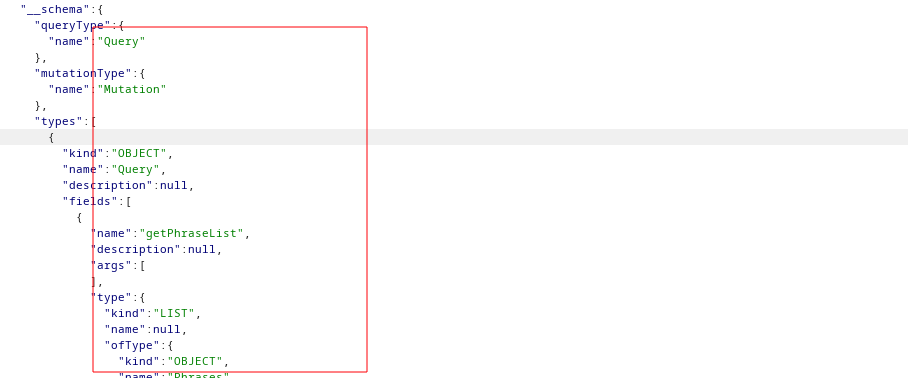 "__schema":{
"queryType":{
"name":"Query"
},
"mutationType":{
"name":"Mutation"
},
"types":[
{
"kind":"OBJECT",
"name":"Query",
"description":null,
"fields":[
{
"name":"getPhraseList",
"description":null,
"args":[
],
"type":{
"kind":"LIST",
"name":null,
"ofType":{
"kind":"OBJECT",
"name":"Phrases"